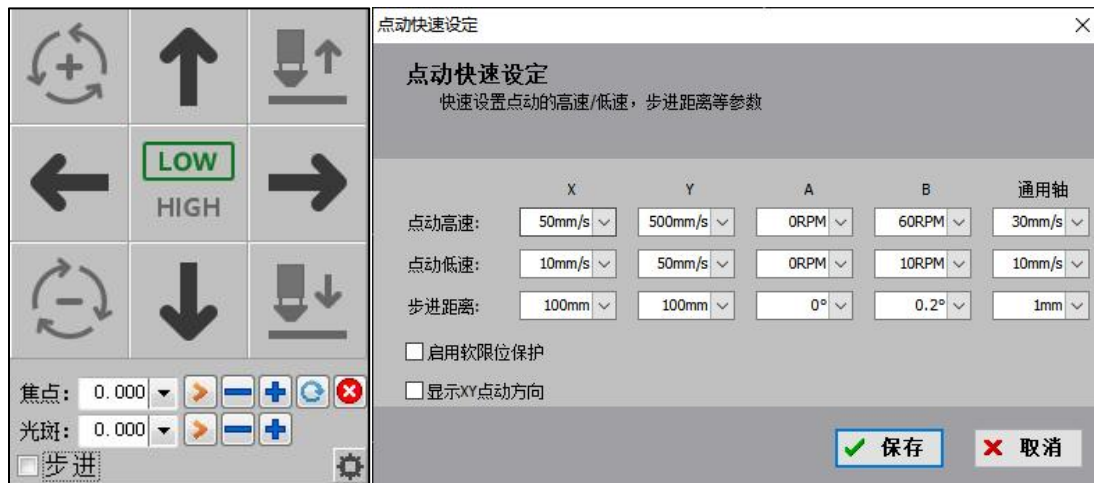 LOW
HIGH
焦点: 0.000
光斑: 0.000
步进
点动快速设定
点动快速设定
快速设置点动的高速/低速,步进距离等参数
X Y A B 通用轴
点动高速: 50mm/s 500mm/s 0RPM 60RPM 30mm/s
点动低速: 10mm/s 50mm/s 0RPM 10RPM 10mm/s
步进距离: 100mm 100mm 0° 0.2° 1mm
启用软限位保护
显示XY点动方向
保存 取消